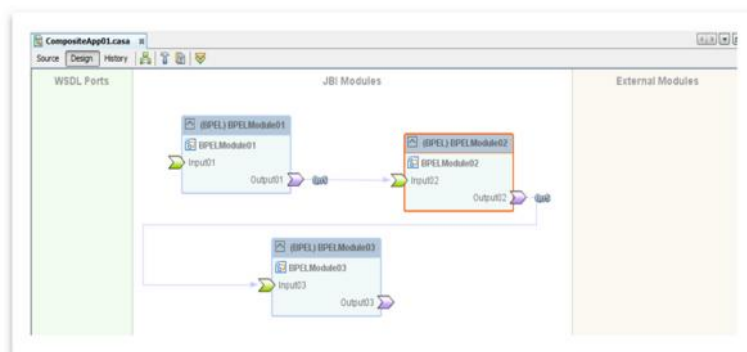 CompositeApp01.casa
Source Design History
WSDL Ports
JBI Modules
External Modules
(BPEL) BPELModule01
BPELModule01
Input01
Output01
(BPEL) BPELModule02
BPELModule02
Input02
Output02
(BPEL) BPELModule03
BPELModule03
Input03
Output03